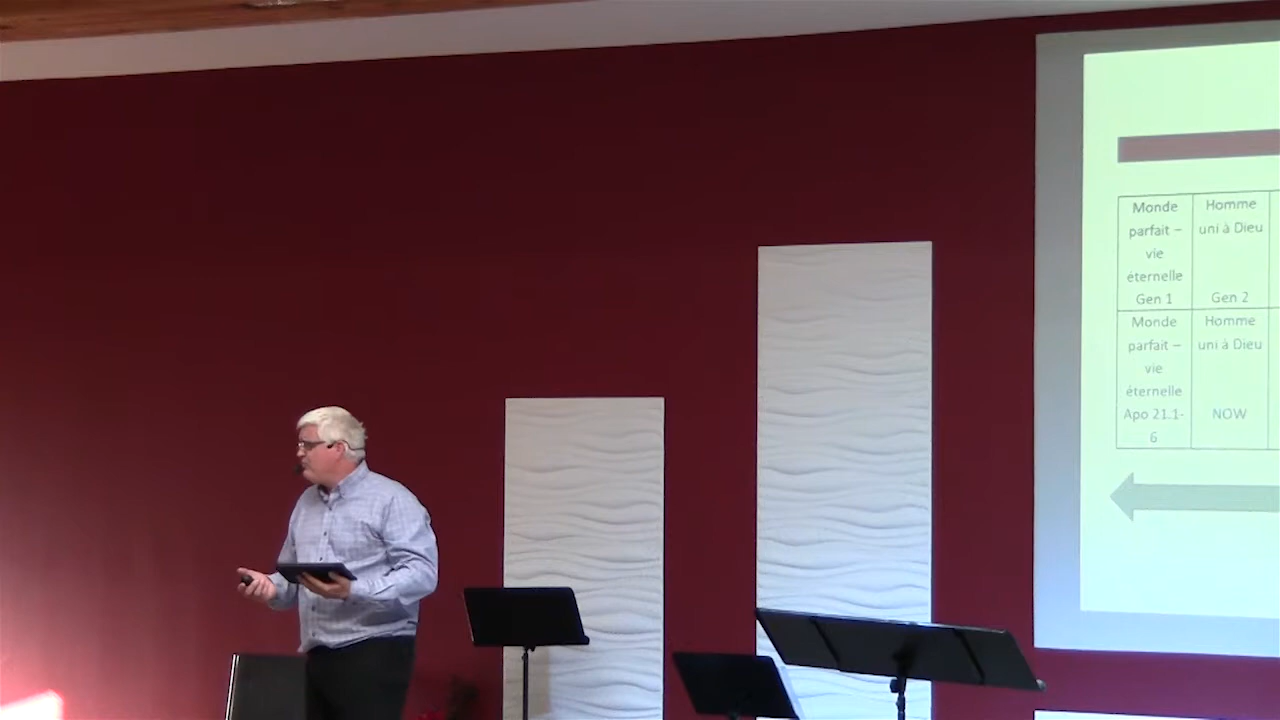 Monde
parfait –
vie
éternelle
Gen 1
Homme
uni à Dieu
Gen 2
Monde
parfait –
vie
éternelle
Apo 21.1-
6
Homme
uni à Dieu
NOW